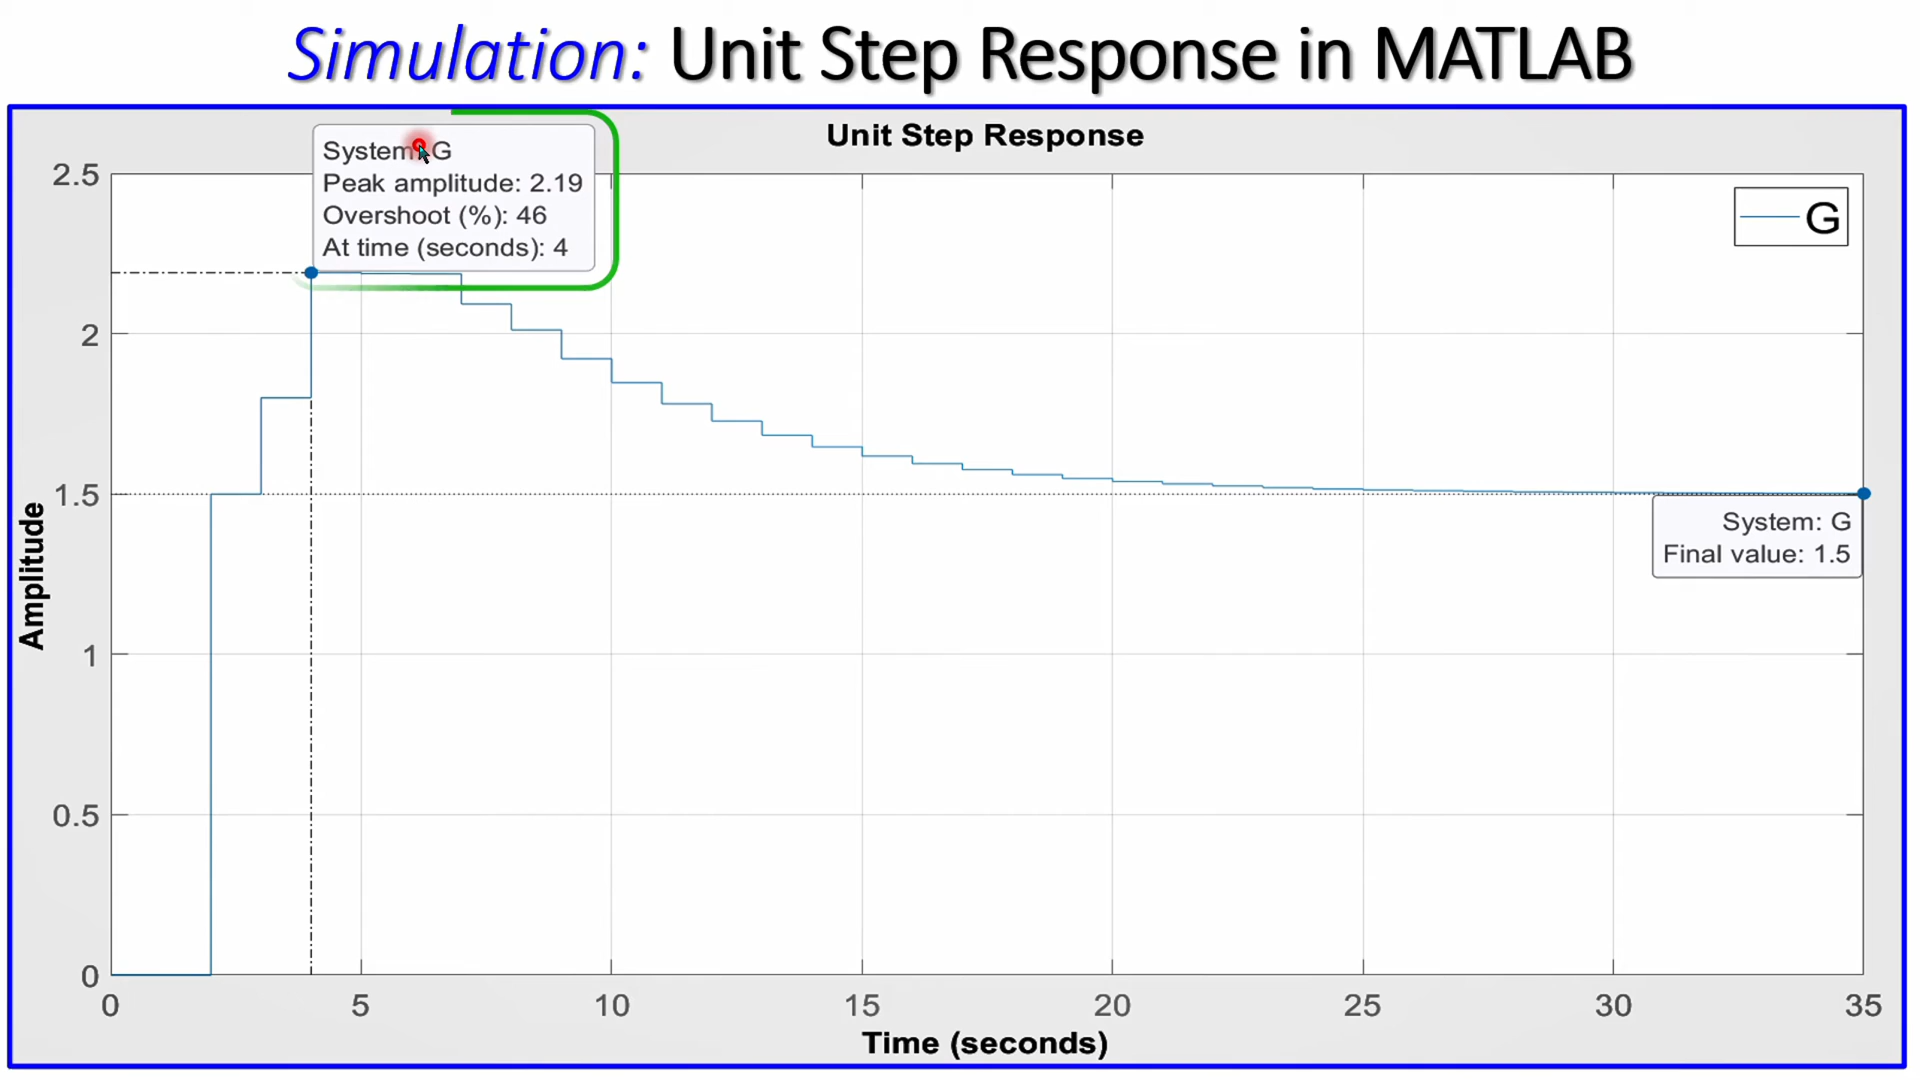 Simulation: Unit Step Response in MATLAB
Unit Step Response
System: G
Peak amplitude: 2.19
Overshoot (%): 46
At time (seconds): 4
G
2.5
2
1.5
1
0.5
0
Amplitude
System: G
Final value: 1.5
0 5 10 15 20 25 30 35
Time (seconds)